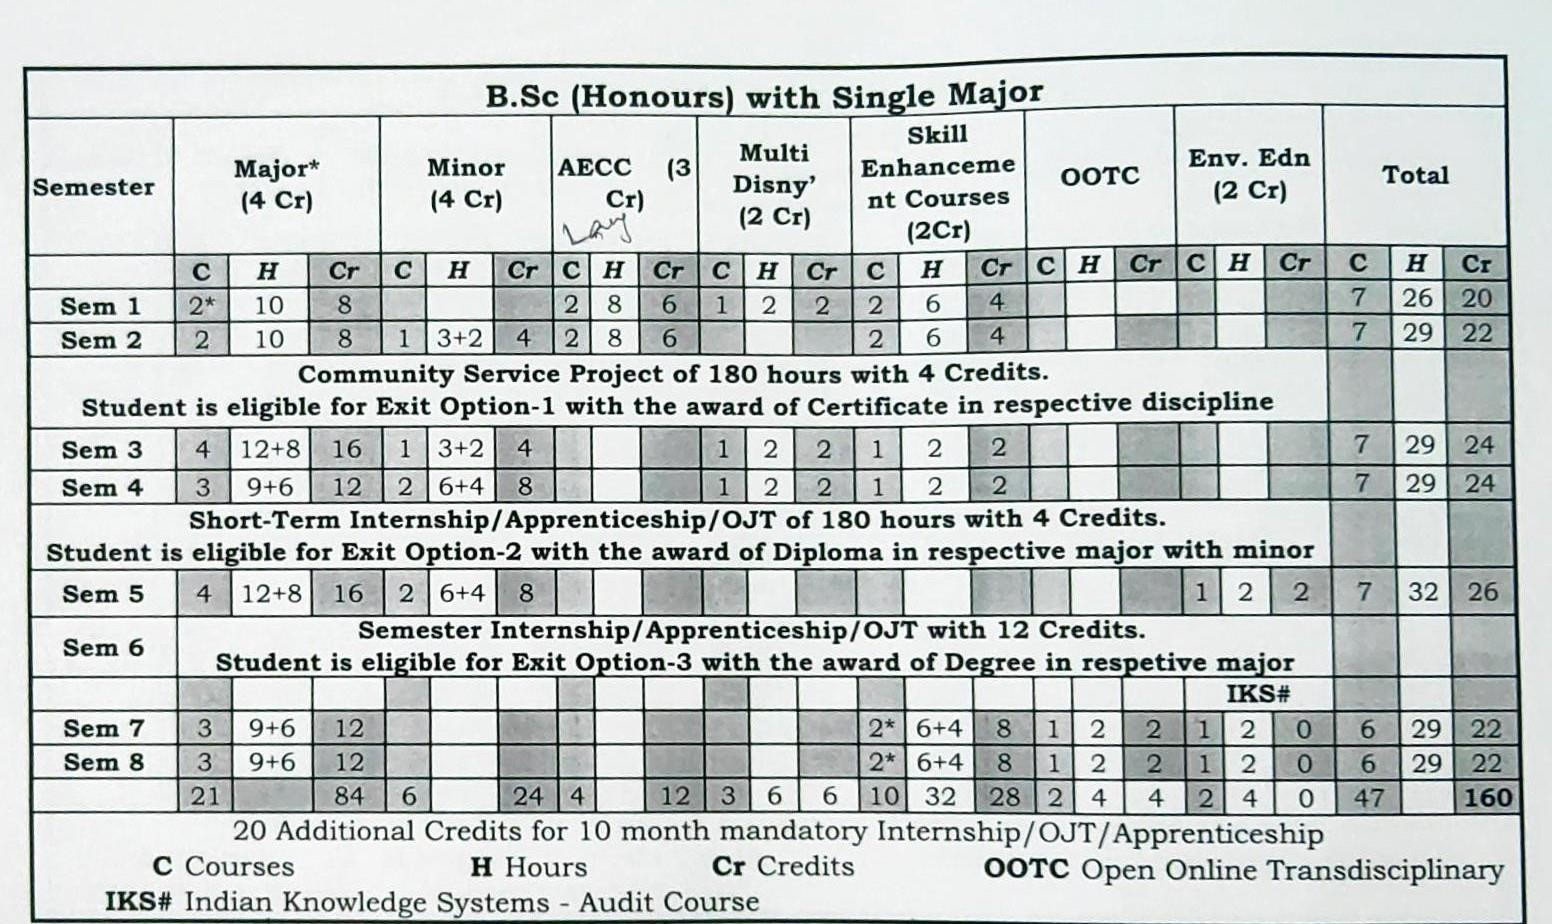 B.Sc (Honours) with Single Major
Semester Major* (4 Cr) Minor (4 Cr) AECC (3 Cr) Multi Disny' (2 Cr) Skill Enhanceme nt Courses (2Cr) OOTC Env. Edn (2 Cr) Total
C H Cr C H Cr C H Cr C H Cr C H Cr C H Cr C H Cr C H Cr
Sem 1 2* 10 8 2 8 6 1 2 2 2 6 4 7 26 20
Sem 2 2 10 8 1 3+2 4 2 8 6 2 6 4 7 29 22
Community Service Project of 180 hours with 4 Credits.
Student is eligible for Exit Option-1 with the award of Certificate in respective discipline
Sem 3 4 12+8 16 1 3+2 4 1 2 2 1 2 2 7 29 24
Sem 4 3 9+6 12 2 6+4 8 1 2 2 1 2 2 7 29 24
Short-Term Internship/Apprenticeship/OJT of 180 hours with 4 Credits.
Student is eligible for Exit Option-2 with the award of Diploma in respective major with minor
Sem 5 4 12+8 16 2 6+4 8 1 2 2 7 32 26
Sem 6 Semester Internship/Apprenticeship/OJT with 12 Credits.
Student is eligible for Exit Option-3 with the award of Degree in respetive major
IKS#
Sem 7 3 9+6 12 2* 6+4 8 1 2 2 1 2 0 6 29 22
Sem 8 3 9+6 12 2* 6+4 8 1 2 2 1 2 0 6 29 22
21 84 6 24 4 12 3 6 6 10 32 28 2 4 4 2 4 0 47 160
20 Additional Credits for 10 month mandatory Internship/OJT/Apprenticeship
C Courses H Hours Cr Credits OOTC Open Online Transdisciplinary
IKS# Indian Knowledge Systems - Audit Course